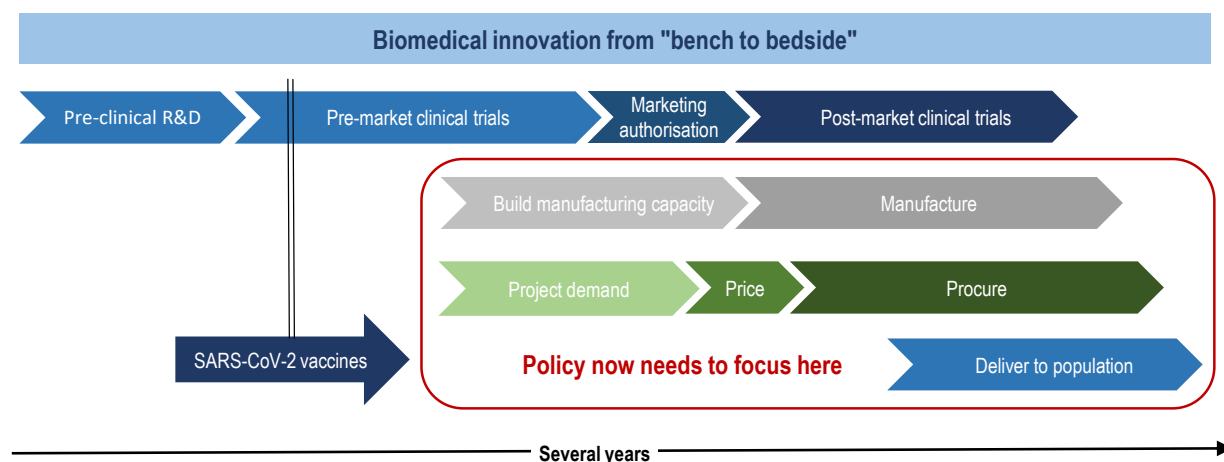 Biomedical innovation from "bench to bedside"
Pre-clinical R&D
Pre-market clinical trials
Marketing
authorisation
Post-market clinical trials
Build manufacturing capacity
Manufacture
Project demand
Price
Procure
SARS-CoV-2 vaccines
Policy now needs to focus here
Deliver to population
Several years